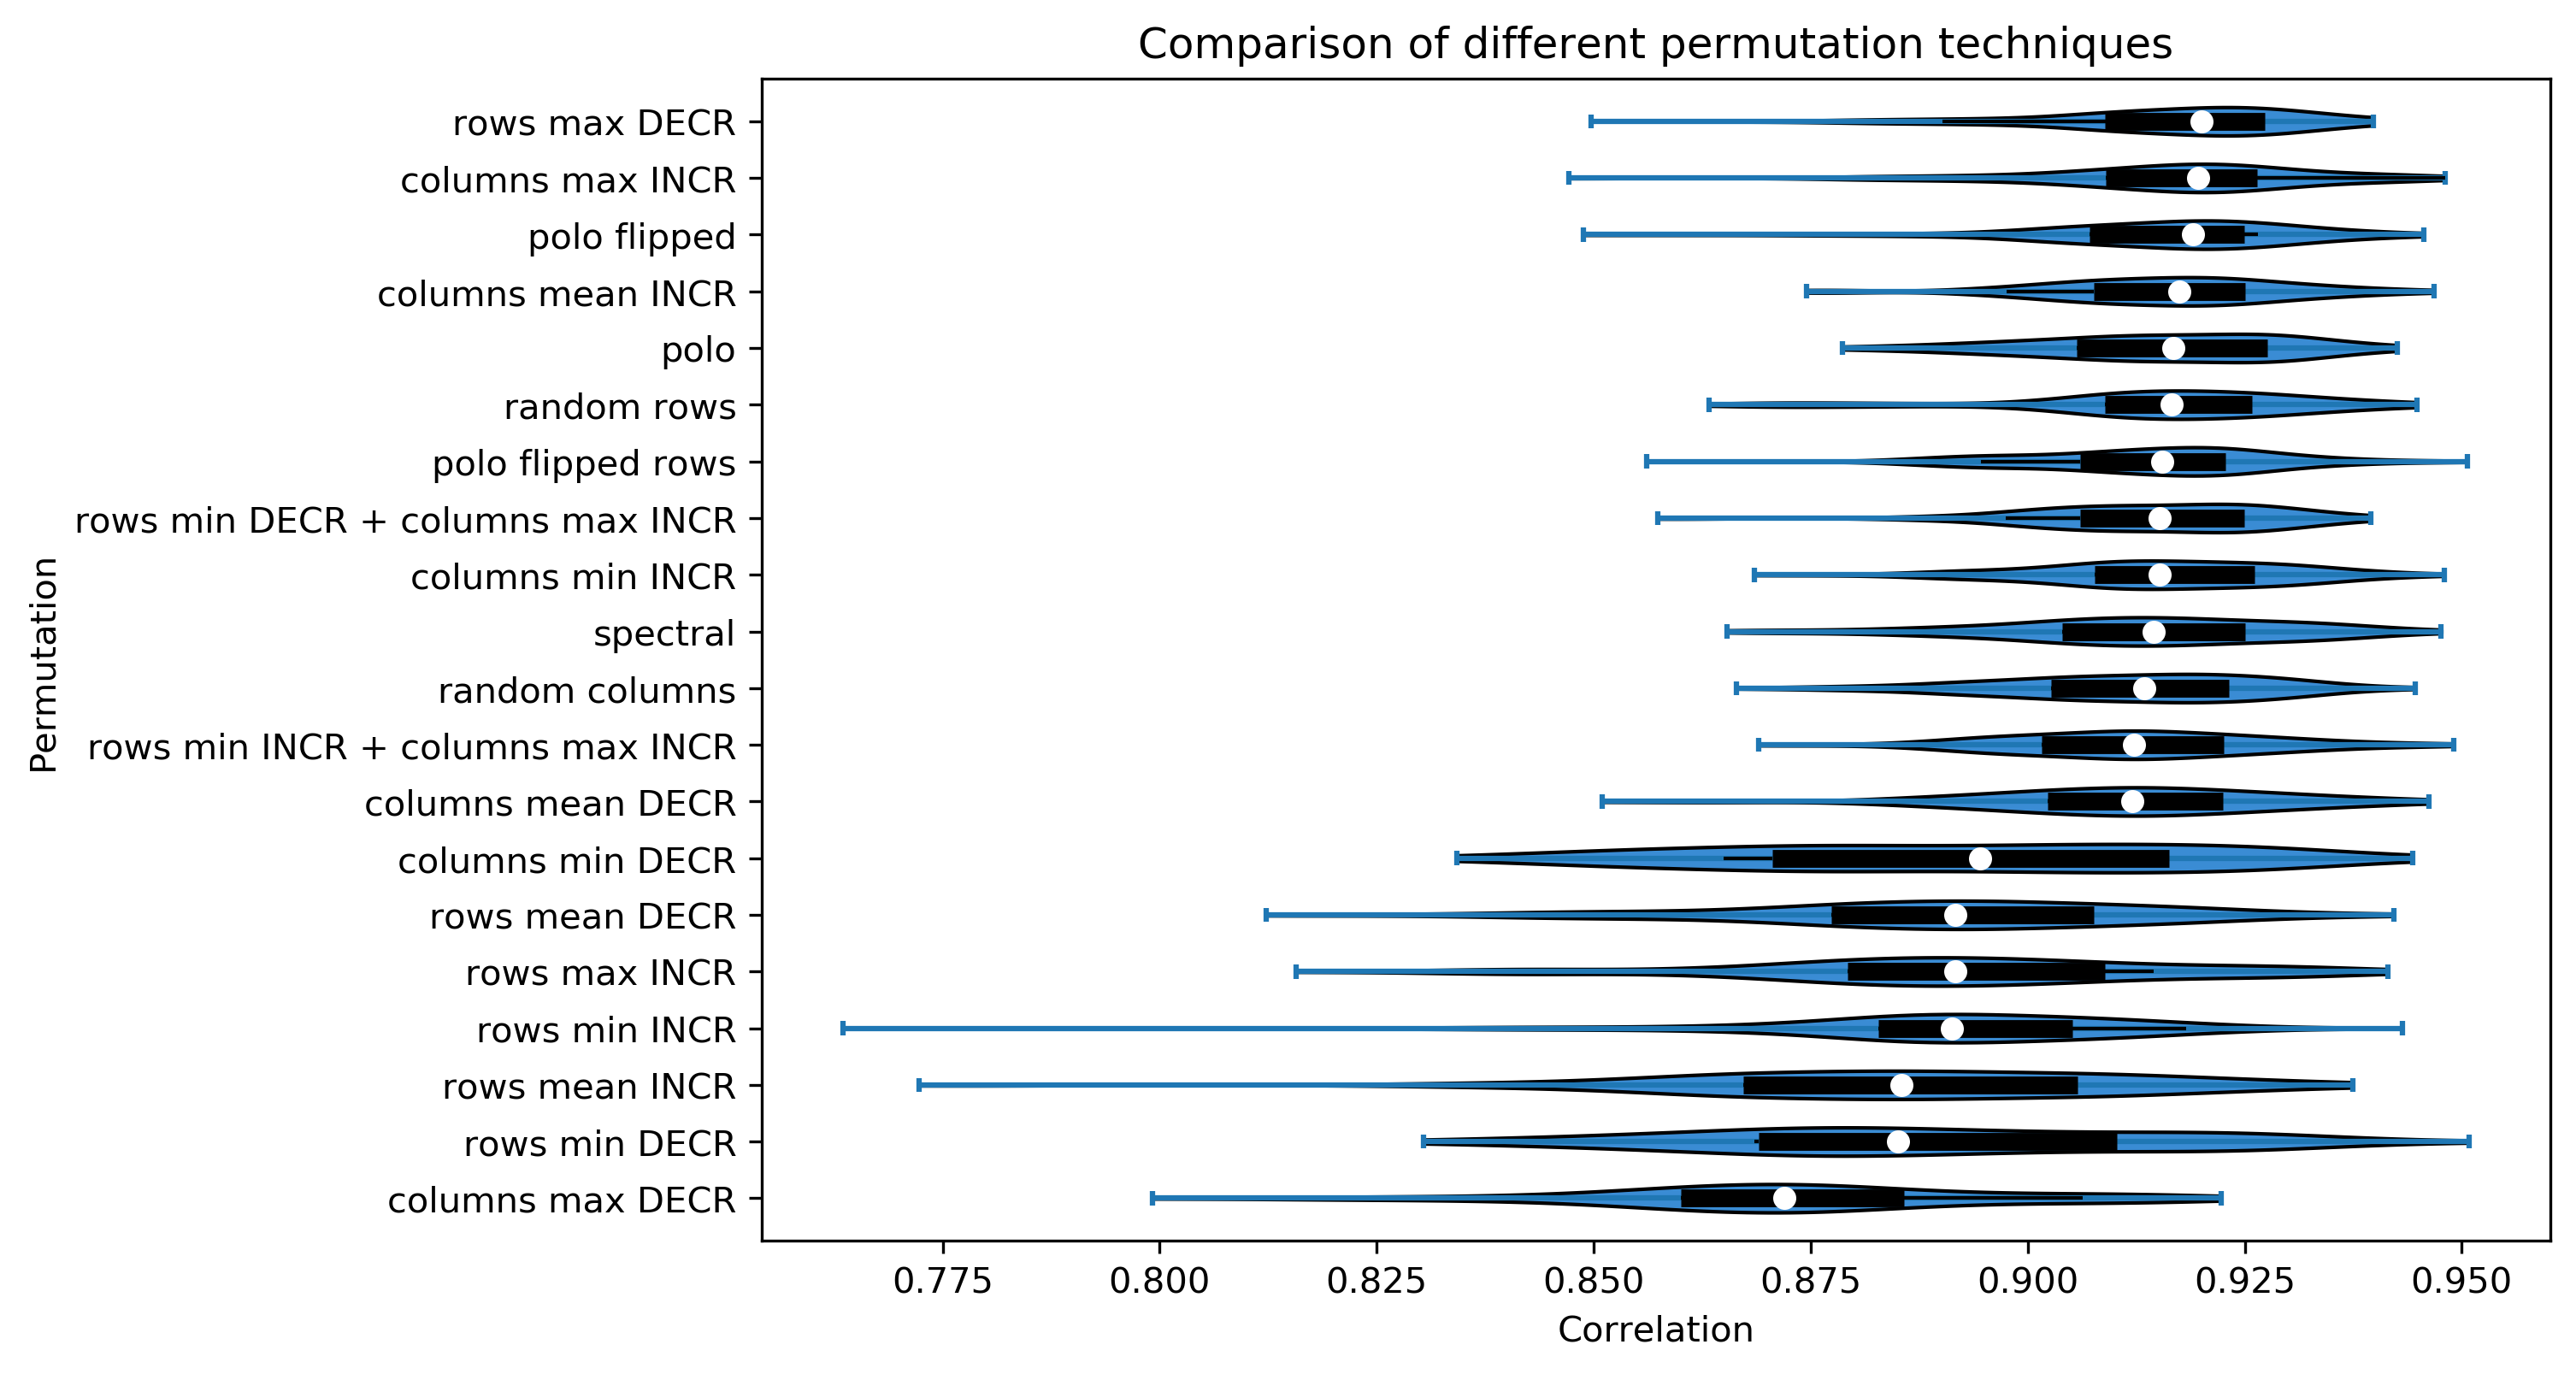 Comparison of different permutation techniques
Permutation
rows max DECR
columns max INCR
polo flipped
columns mean INCR
polo
random rows
polo flipped rows
rows min DECR + columns max INCR
columns min INCR
spectral
random columns
rows min INCR + columns max INCR
columns mean DECR
columns min DECR
rows mean DECR
rows max INCR
rows min INCR
rows mean INCR
rows min DECR
columns max DECR
0.775 0.800 0.825 0.850 0.875 0.900 0.925 0.950
Correlation